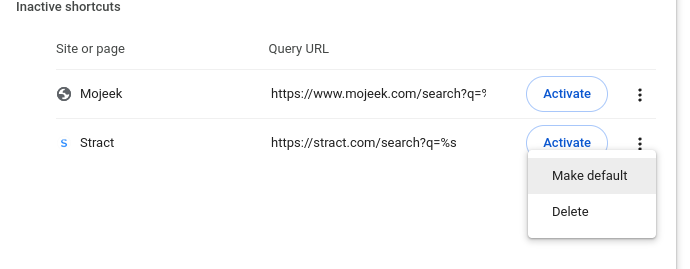 Inactive shortcuts
Site or page Query URL
Mojeek https://www.mojeek.com/search?q= Activate
S Stract https://stract.com/search?q=%s Activate
Make default
Delete